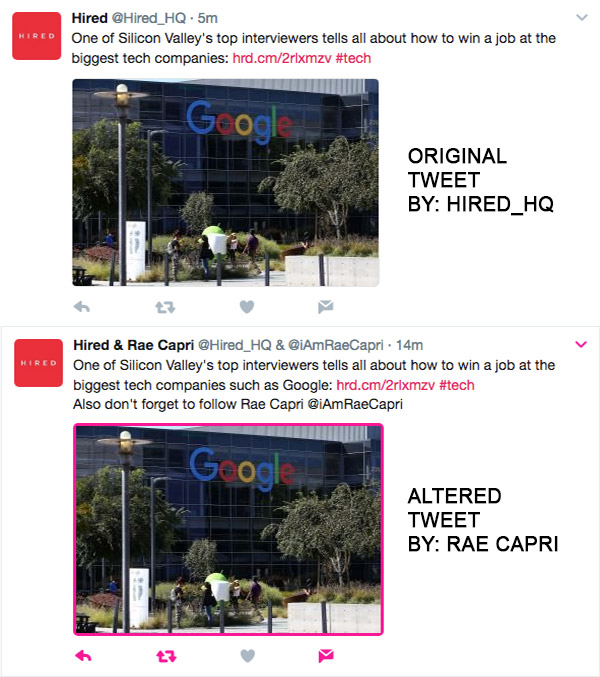 HIRED
Hired @Hired_HQ · 5m
One of Silicon Valley's top interviewers tells all about how to win a job at the
biggest tech companies: hrd.cm/2rlxmzv #tech
Google
ORIGINAL
TWEET
BY: HIRED_HQ
HIRED
Hired & Rae Capri @Hired_HQ & @iAmRaeCapri · 14m
One of Silicon Valley's top interviewers tells all about how to win a job at the
biggest tech companies such as Google: hrd.cm/2rlxmzv #tech
Also don't forget to follow Rae Capri @iAmRaeCapri
Google
ALTERED
TWEET
BY: RAE CAPRI